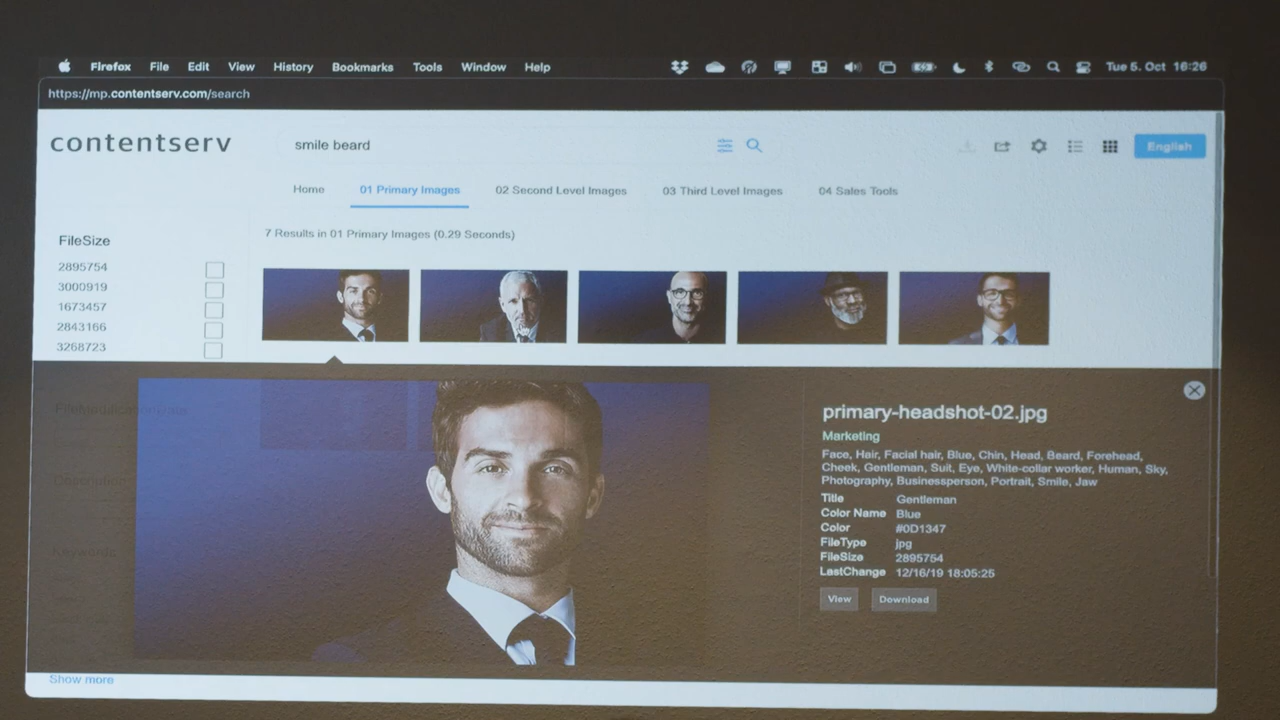 Firefox File Edit View History Bookmarks Tools Window Help Tue 5. Oct 16:26
https://mp.contentserv.com/search
contentserv
smile beard
English
Home 01 Primary Images 02 Second Level Images 03 Third Level Images 04 Sales Tools
7 Results in 01 Primary Images (0.29 Seconds)
FileSize
2895754
3000919
1673457
2843166
3268723
Description
Keywords
primary-headshot-02.jpg
Marketing
Face, Hair, Facial hair, Blue, Chin, Head, Beard, Forehead,
Cheek, Gentleman, Suit, Eye, White-collar worker, Human, Sky,
Photography, Businessperson, Portrait, Smile, Jaw
Title Gentleman
Color Name Blue
Color #0D1347
FileType jpg
FileSize 2895754
LastChange 12/16/19 18:05:25
View Download
Show more